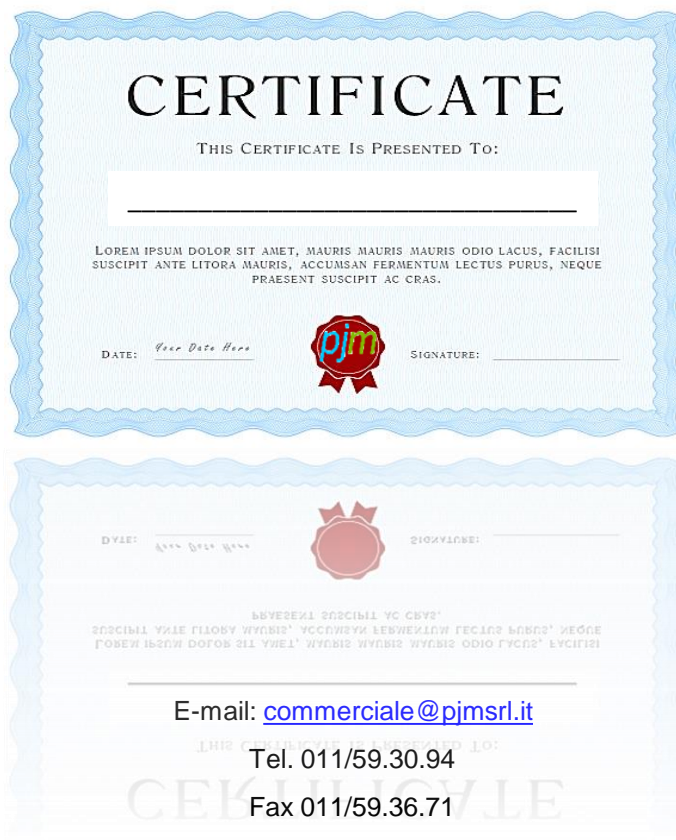 CERTIFICATE
THIS CERTIFICATE IS PRESENTED TO:
LOREM IPSUM DOLOR SIT AMET, MAURIS MAURIS MAURIS ODIO LACUS, FACILISI
SUSCIPIT ANTE LITORA MAURIS, ACCUMSAN FERMENTUM LECTUS PURUS, NEQUE
PRAESENT SUSCIPIT AC CRAS.
DATE: Your Date Here pjm SIGNATURE:
E-mail: commerciale@pjmsrl.it
Tel. 011/59.30.94
Fax 011/59.36.71